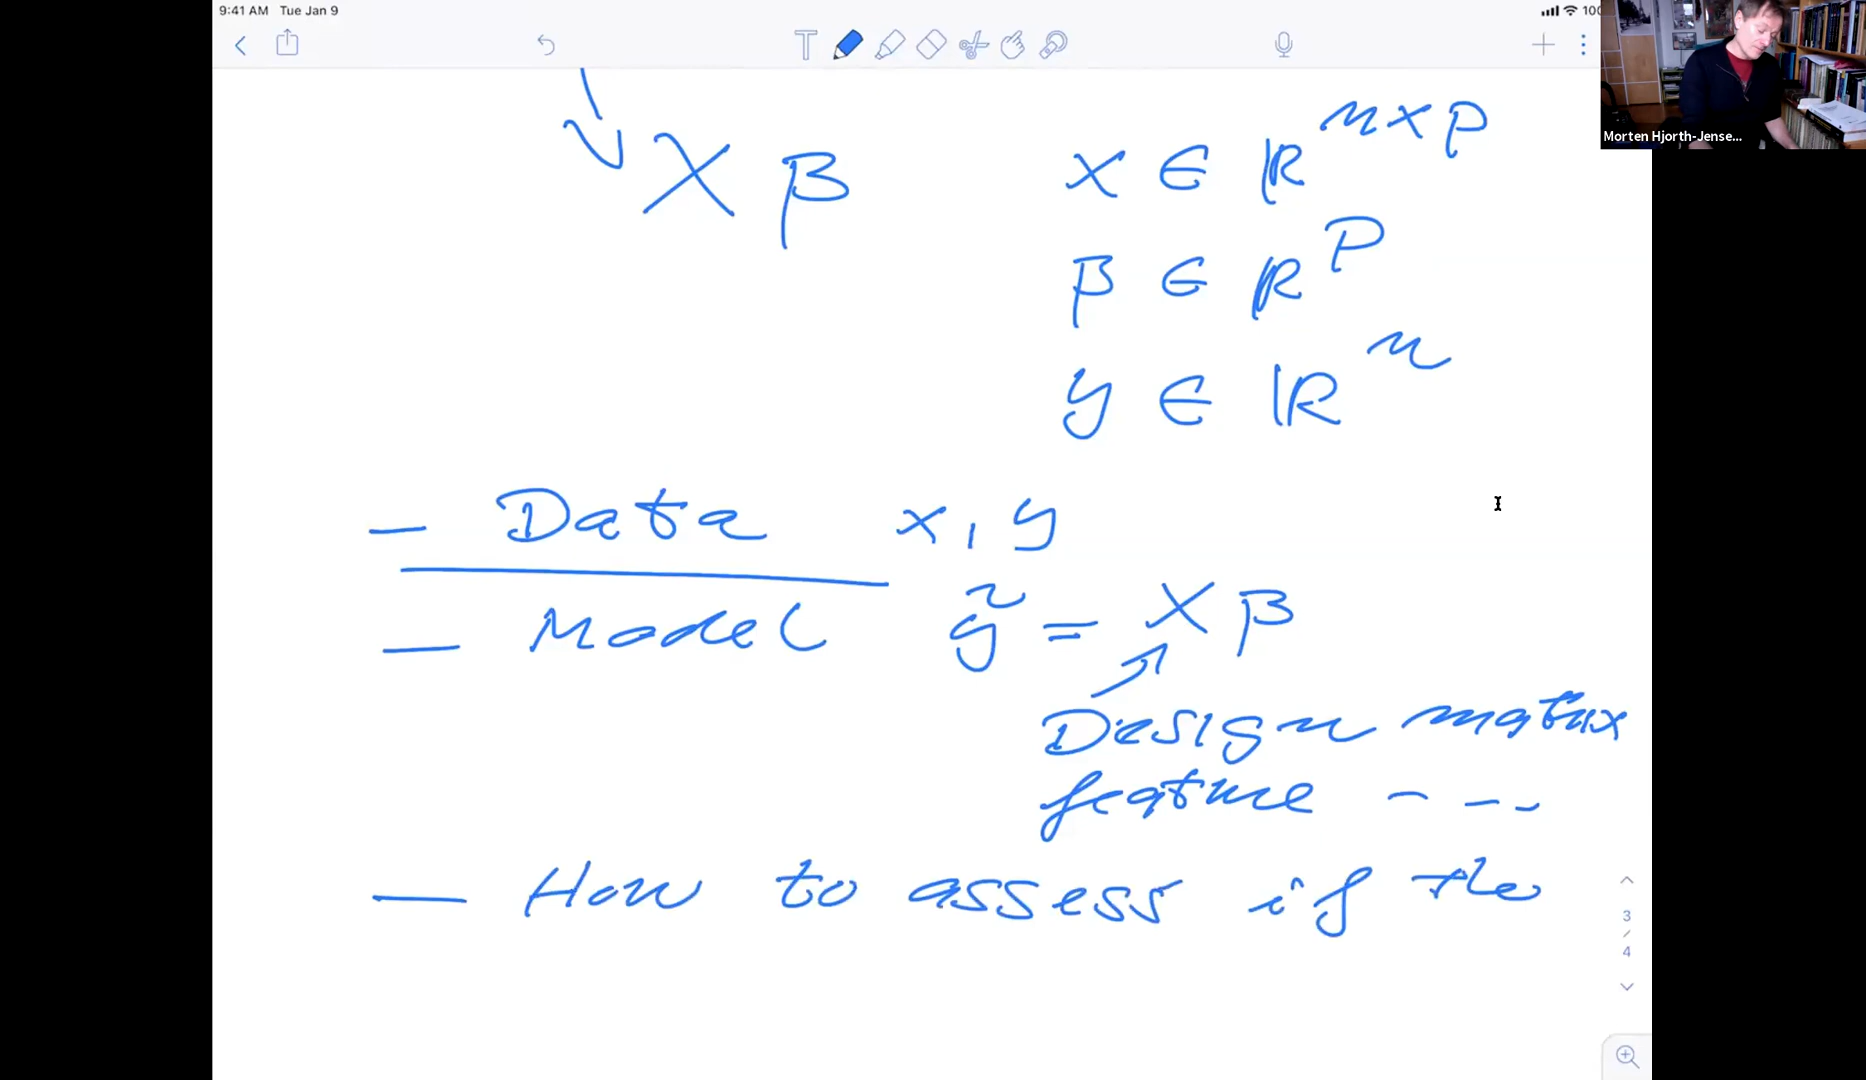 9:41 AM Tue Jan 9
100
Morten Hjorth-Jense...
X β
X ∈ ℝ^{n×p}
β ∈ ℝ^p
y ∈ ℝ^n
— Data x, y
— Model ỹ = X β
Design matrix
feature - - -
— How to assess if the
3
/
4